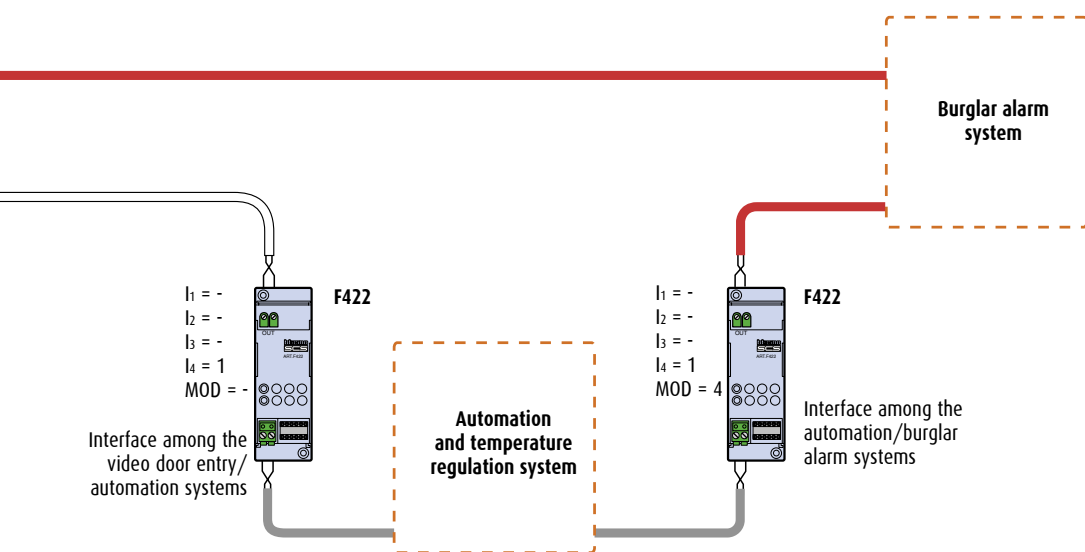 Burglar alarm
system
I1 = -
I2 = -
I3 = -
I4 = 1
MOD = -
F422
OUT
ART.F422
Interface among the
video door entry/
automation systems
Automation
and temperature
regulation system
I1 = -
I2 = -
I3 = -
I4 = 1
MOD = 4
F422
OUT
ART.F422
Interface among the
automation/burglar
alarm systems